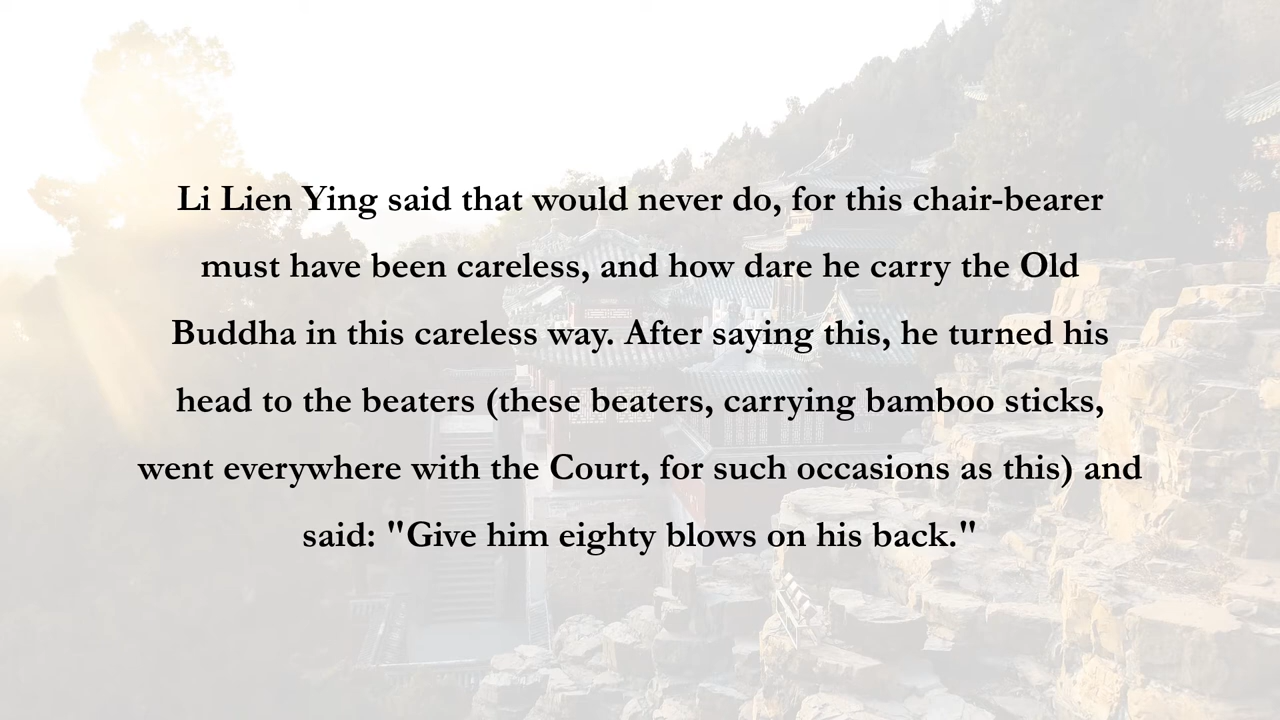 Li Lien Ying said that would never do, for this chair-bearer
must have been careless, and how dare he carry the Old
Buddha in this careless way. After saying this, he turned his
head to the beaters (these beaters, carrying bamboo sticks,
went everywhere with the Court, for such occasions as this) and
said: "Give him eighty blows on his back."